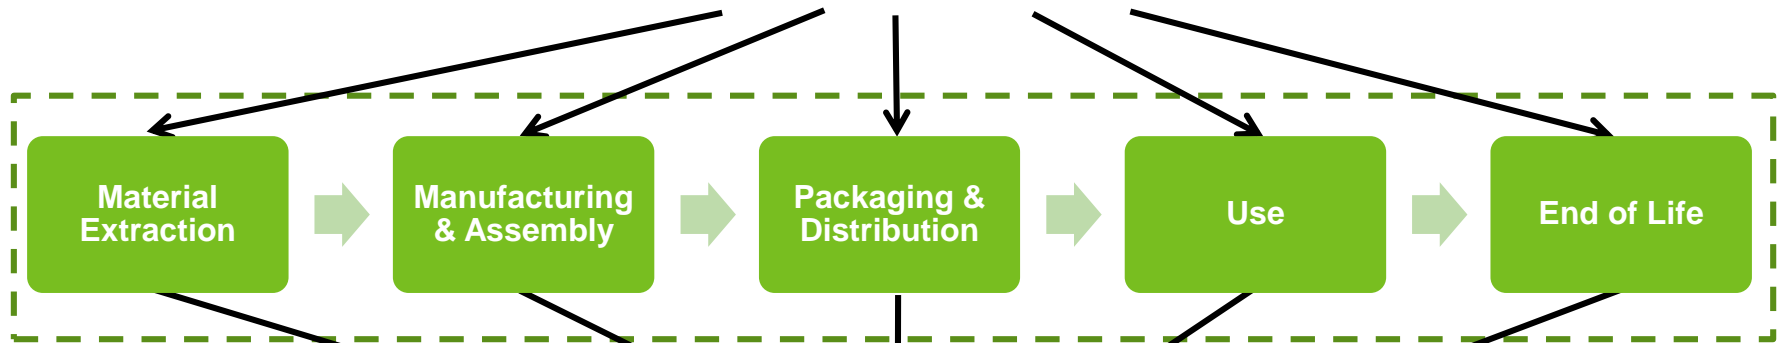 Material
Extraction
Manufacturing
& Assembly
Packaging &
Distribution
Use
End of Life